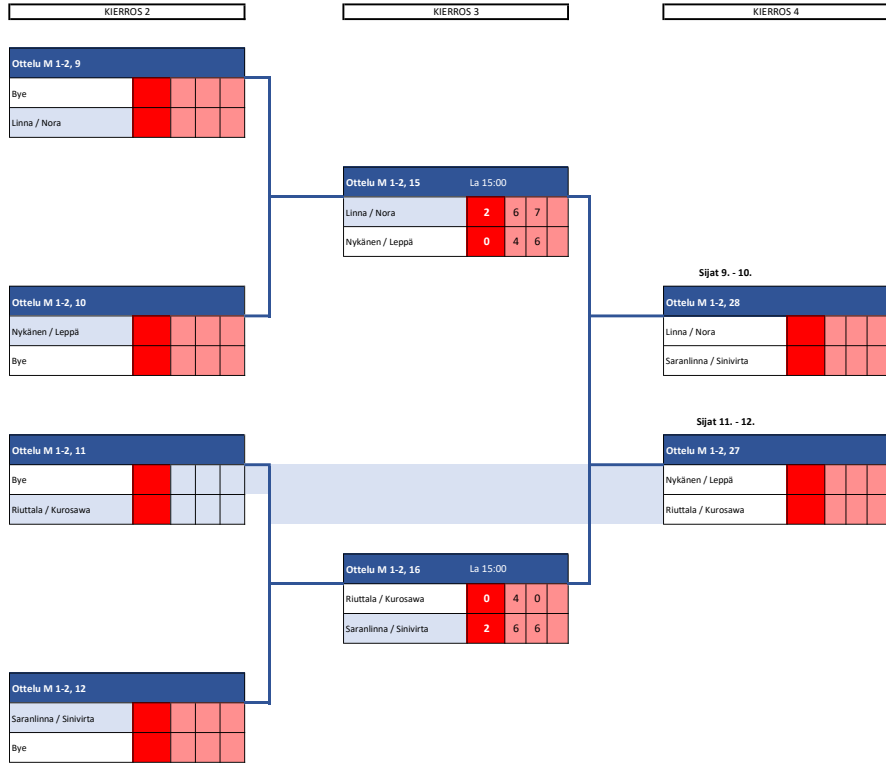 KIERROS 2
KIERROS 3
KIERROS 4
Ottelu M 1-2, 9
Bye
Linna / Nora
Ottelu M 1-2, 15 La 15:00
Linna / Nora 2 6 7
Nykänen / Leppä 0 4 6
Sijat 9. - 10.
Ottelu M 1-2, 10
Nykänen / Leppä
Bye
Ottelu M 1-2, 28
Linna / Nora
Saranlinna / Sinivirta
Sijat 11. - 12.
Ottelu M 1-2, 11
Bye
Riuttala / Kurosawa
Ottelu M 1-2, 27
Nykänen / Leppä
Riuttala / Kurosawa
Ottelu M 1-2, 16 La 15:00
Riuttala / Kurosawa 0 4 0
Saranlinna / Sinivirta 2 6 6
Ottelu M 1-2, 12
Saranlinna / Sinivirta
Bye